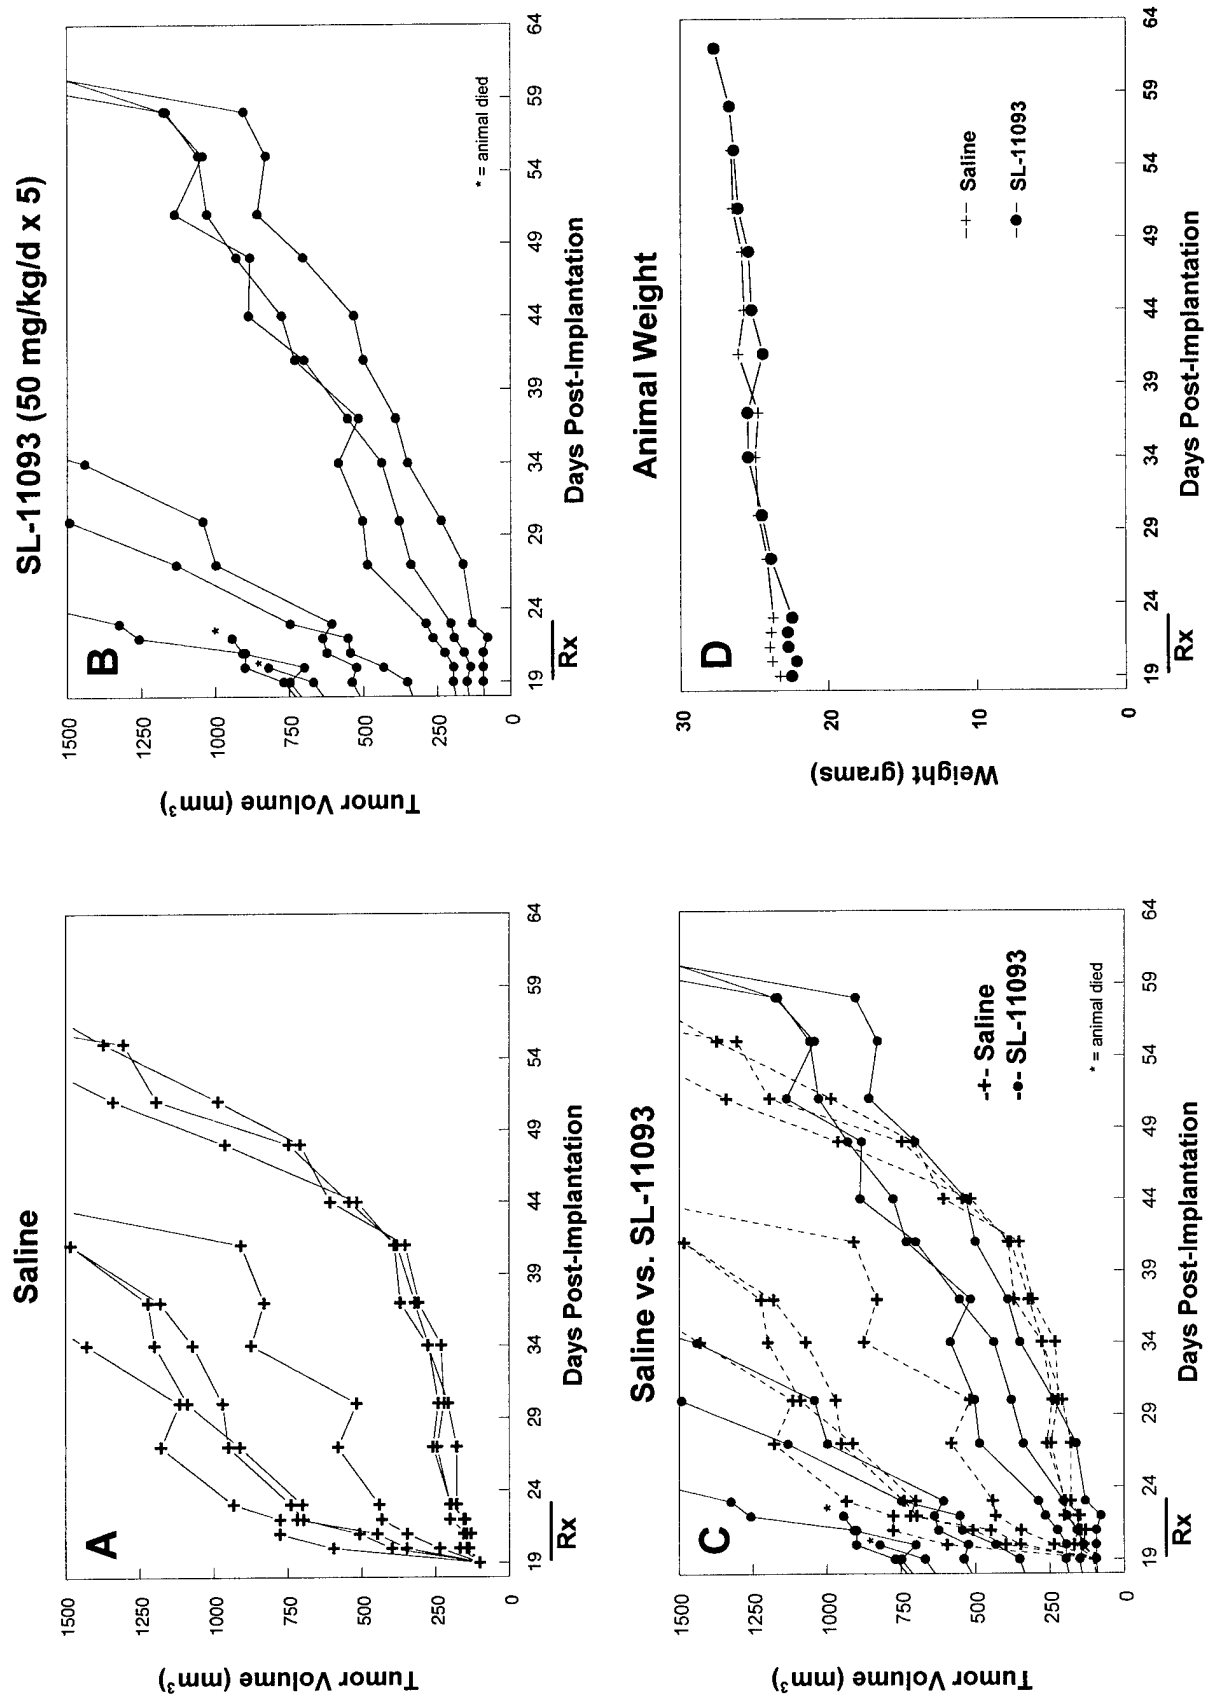 Saline
A
Tumor Volume (mm3)
1500
1250
1000
750
500
250
0
19 24 29 34 39 44 49 54 59 64
Rx
Days Post-Implantation
SL-11093 (50 mg/kg/d x 5)
B
Tumor Volume (mm3)
1500
1250
1000
750
500
250
0
*
*
* = animal died
19 24 29 34 39 44 49 54 59 64
Rx
Days Post-Implantation
Saline vs. SL-11093
C
Tumor Volume (mm3)
1500
1250
1000
750
500
250
0
*
*
Saline
SL-11093
* = animal died
19 24 29 34 39 44 49 54 59 64
Rx
Days Post-Implantation
Animal Weight
D
Weight (grams)
30
20
10
0
Saline
SL-11093
19 24 29 34 39 44 49 54 59 64
Rx
Days Post-Implantation